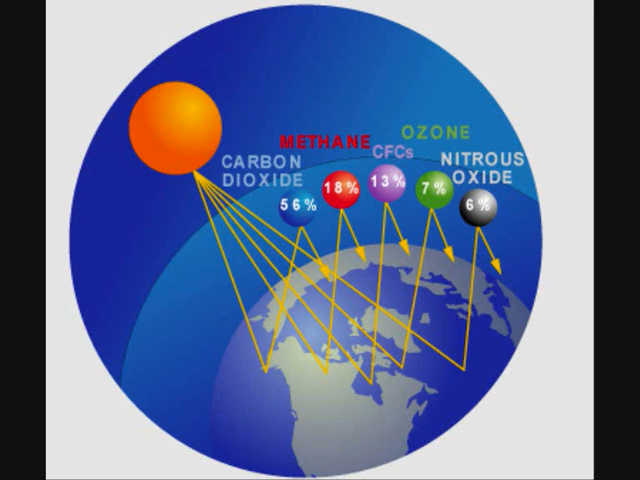 METHANE
OZONE
CFCs
CARBON
DIOXIDE
NITROUS
OXIDE
56%
18%
13%
7%
6%